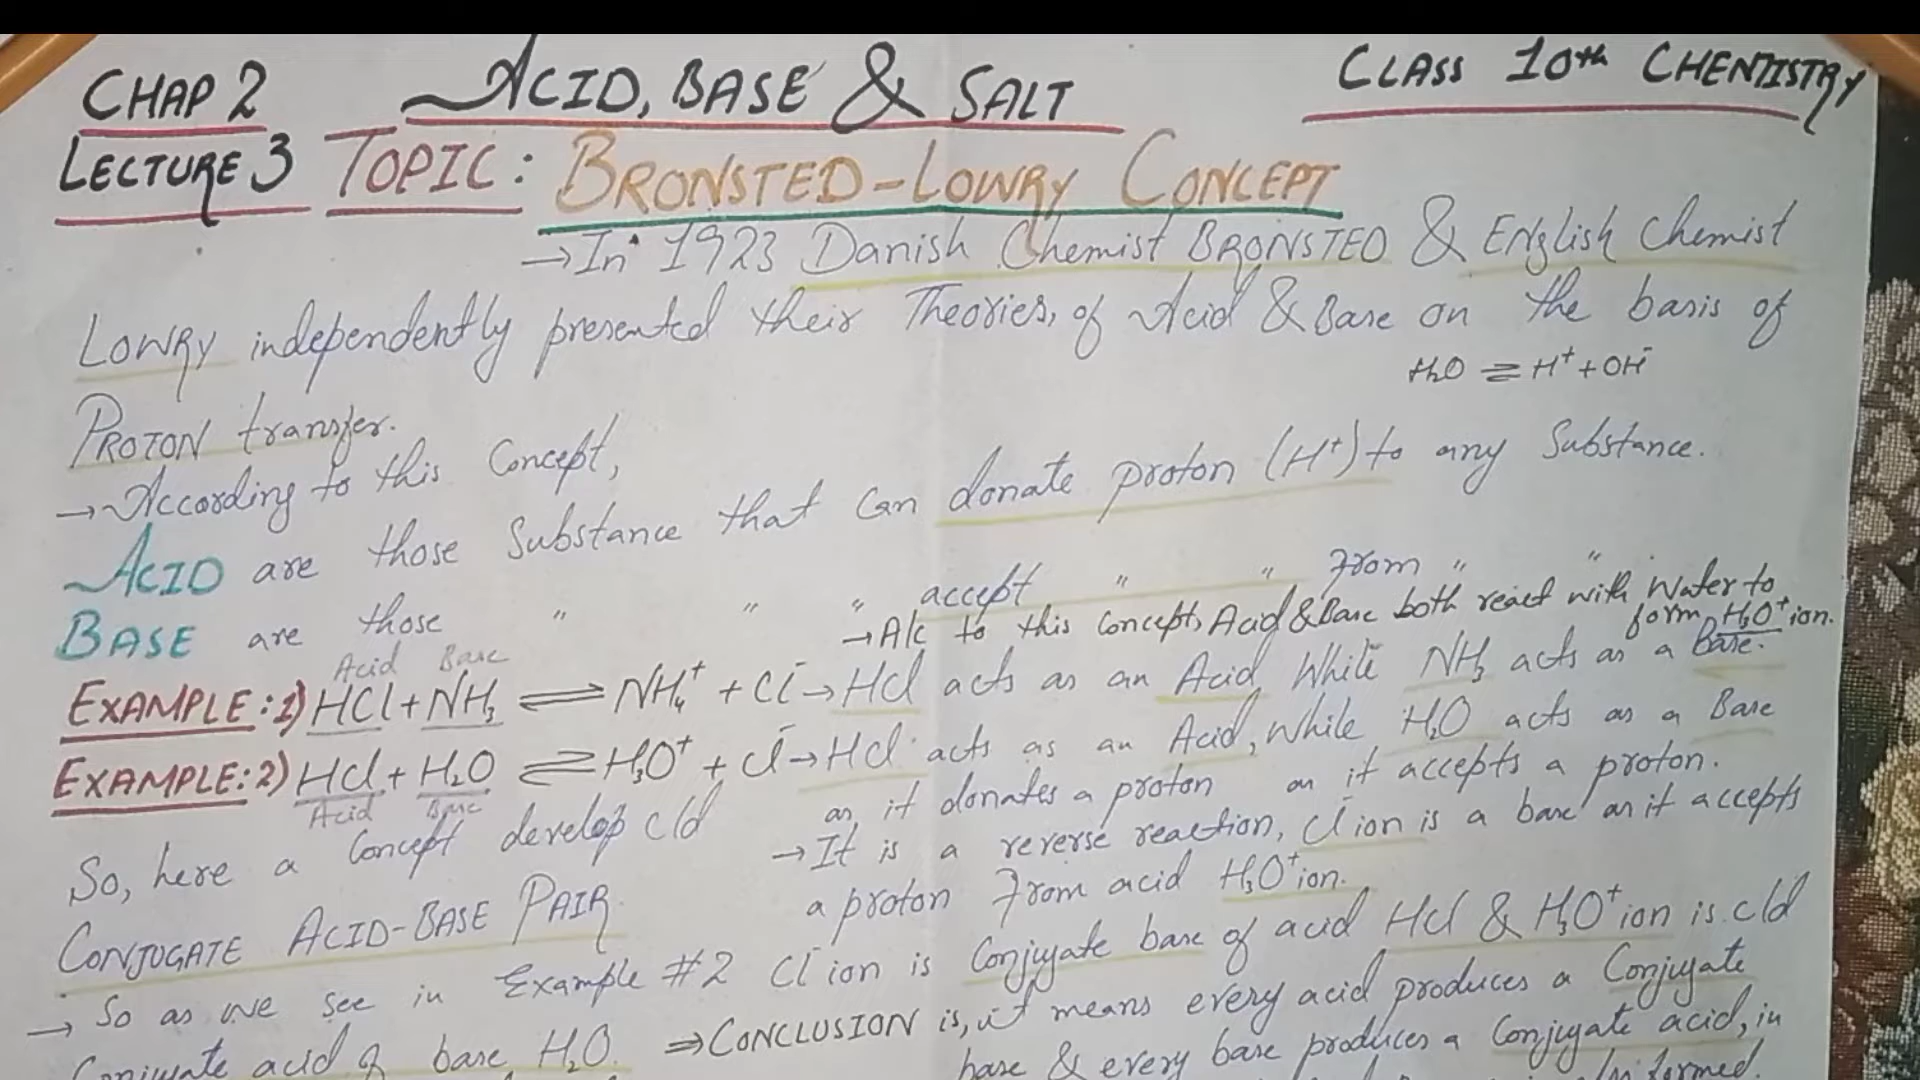 CHAP 2 ACID, BASE & SALT CLASS 10th CHEMISTRY
LECTURE 3 TOPIC: BRONSTED-LOWRY CONCEPT
→ In 1923 Danish Chemist BRONSTED & English Chemist
LOWRY independently presented their Theories, of Acid & Base on the basis of
H₂O ⇌ H⁺ + OH⁻
PROTON transfer.
→ According to this Concept,
ACID are those Substance that can donate proton (H⁺) to any Substance.
BASE are those " " " accept " " From " "
→ A/c to this concept, Acid & Base both react with Water to
form H₃O⁺ ion.
Acid Base
EXAMPLE: 1) HCl + NH₃ ⇌ NH₄⁺ + Cl⁻ → HCl acts as an Acid While NH₃ acts as a Base.
EXAMPLE: 2) HCl + H₂O ⇌ H₃O⁺ + Cl⁻ → HCl acts as an Acid, While H₂O acts as a Base
Acid Base
as it donates a proton as it accepts a proton.
So, here a Concept develop c/d
→ It is a reverse reaction, Cl⁻ ion is a base as it accepts
a proton From acid H₃O⁺ ion.
CONJUGATE ACID-BASE PAIR.
→ So as we see in Example #2 Cl⁻ ion is Conjugate base of acid HCl & H₃O⁺ ion is c/d
Conjugate acid of base H₂O. ⇒ CONCLUSION is, it means every acid produces a Conjugate
base & every base produces a Conjugate acid, in
formed.